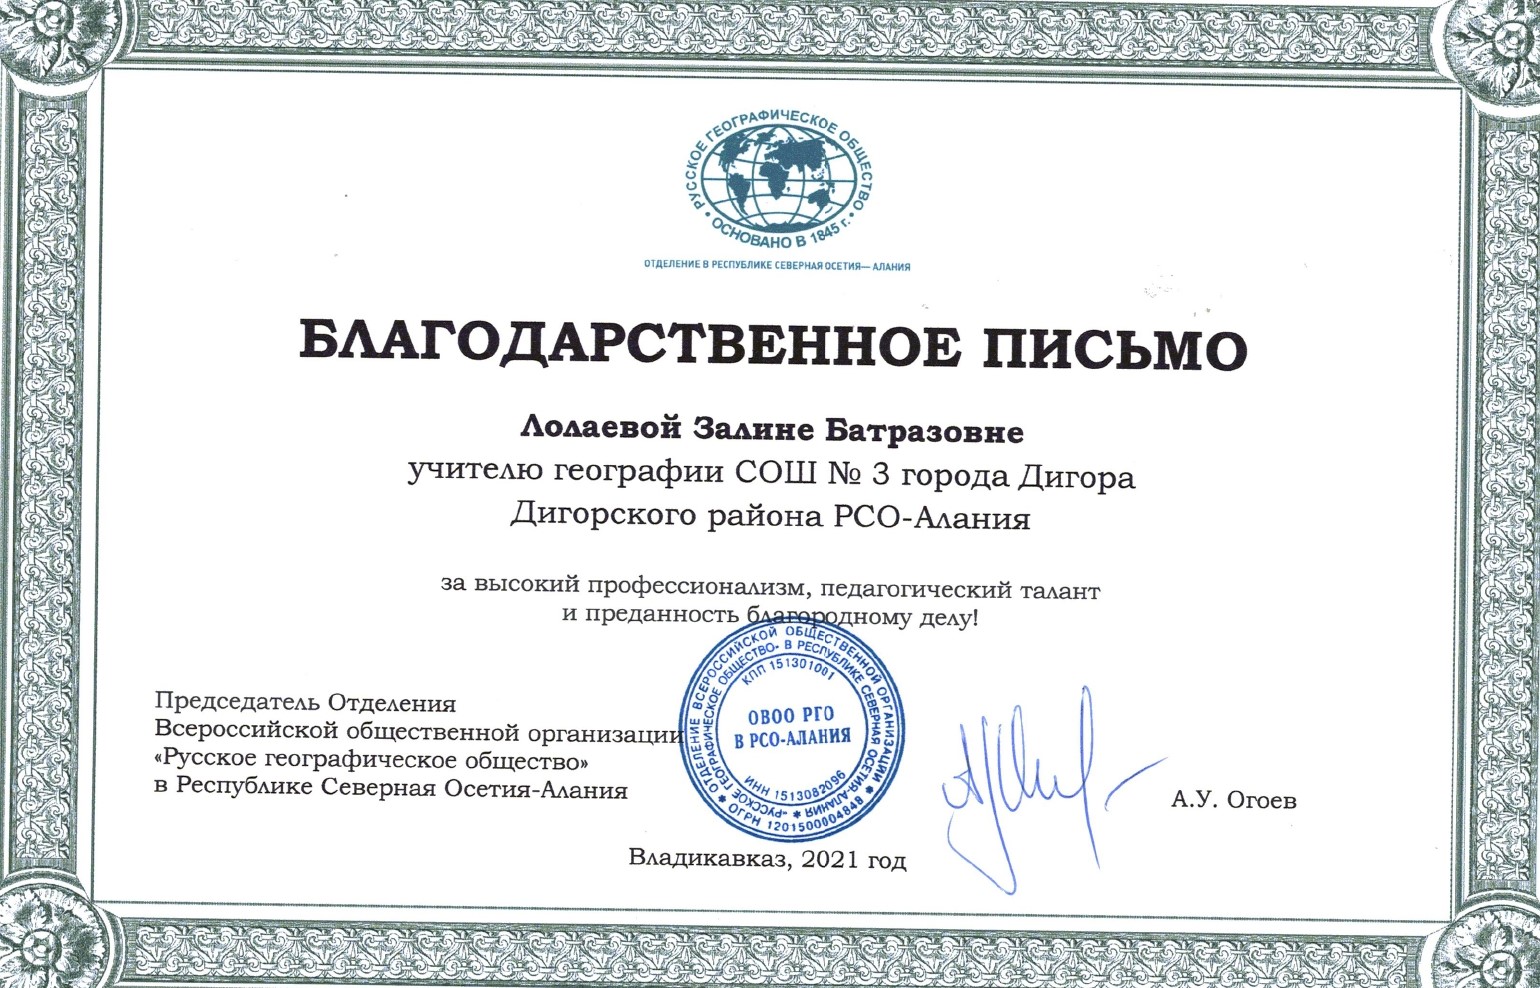 РУССКОЕ ГЕОГРАФИЧЕСКОЕ ОБЩЕСТВО
• ОСНОВАНО В 1845 г. •
ОТДЕЛЕНИЕ В РЕСПУБЛИКЕ СЕВЕРНАЯ ОСЕТИЯ— АЛАНИЯ
БЛАГОДАРСТВЕННОЕ ПИСЬМО
Лолаевой Залине Батразовне
учителю географии СОШ № 3 города Дигора
Дигорского района РСО-Алания
за высокий профессионализм, педагогический талант
и преданность благородному делу!
Председатель Отделения
Всероссийской общественной организации
«Русское географическое общество»
в Республике Северная Осетия-Алания
ОТДЕЛЕНИЕ ВСЕРОССИЙСКОЙ ОБЩЕСТВЕННОЙ ОРГАНИЗАЦИИ
* ОГРН 1201500004848 *
"РУССКОЕ ГЕОГРАФИЧЕСКОЕ ОБЩЕСТВО" В РЕСПУБЛИКЕ СЕВЕРНАЯ ОСЕТИЯ-АЛАНИЯ *
КПП 151301001
ОВОО РГО
В РСО-АЛАНИЯ
ИНН 1513082096
А.У. Огоев
Владикавказ, 2021 год